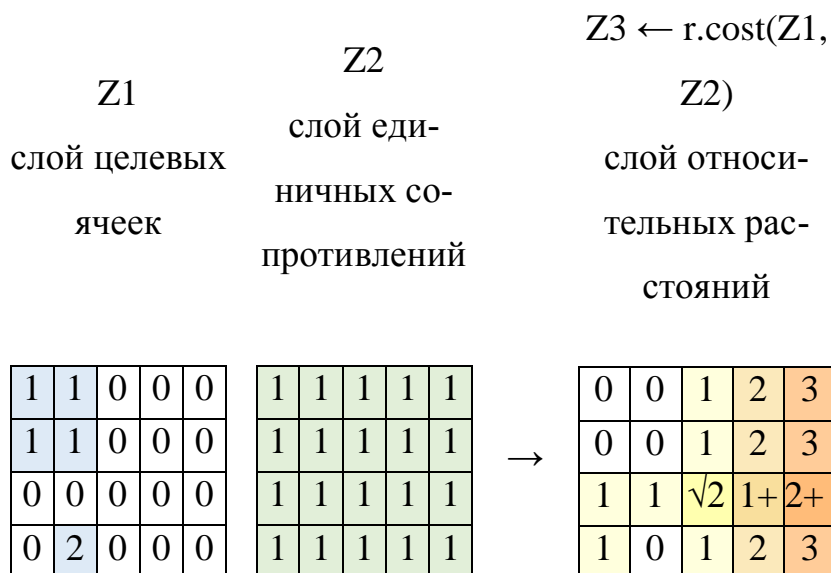 Z1
слой целевых
ячеек
Z2
слой еди-
ничных со-
противлений
Z3 ← r.cost(Z1,
Z2)
слой относи-
тельных рас-
стояний
1 1 0 0 0
1 1 0 0 0
0 0 0 0 0
0 2 0 0 0
1 1 1 1 1
1 1 1 1 1
1 1 1 1 1
1 1 1 1 1
→
0 0 1 2 3
0 0 1 2 3
1 1 √2 1+ 2+
1 0 1 2 3